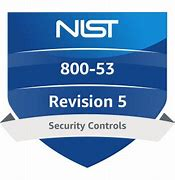 NIST
800-53
Revision 5
Security Controls